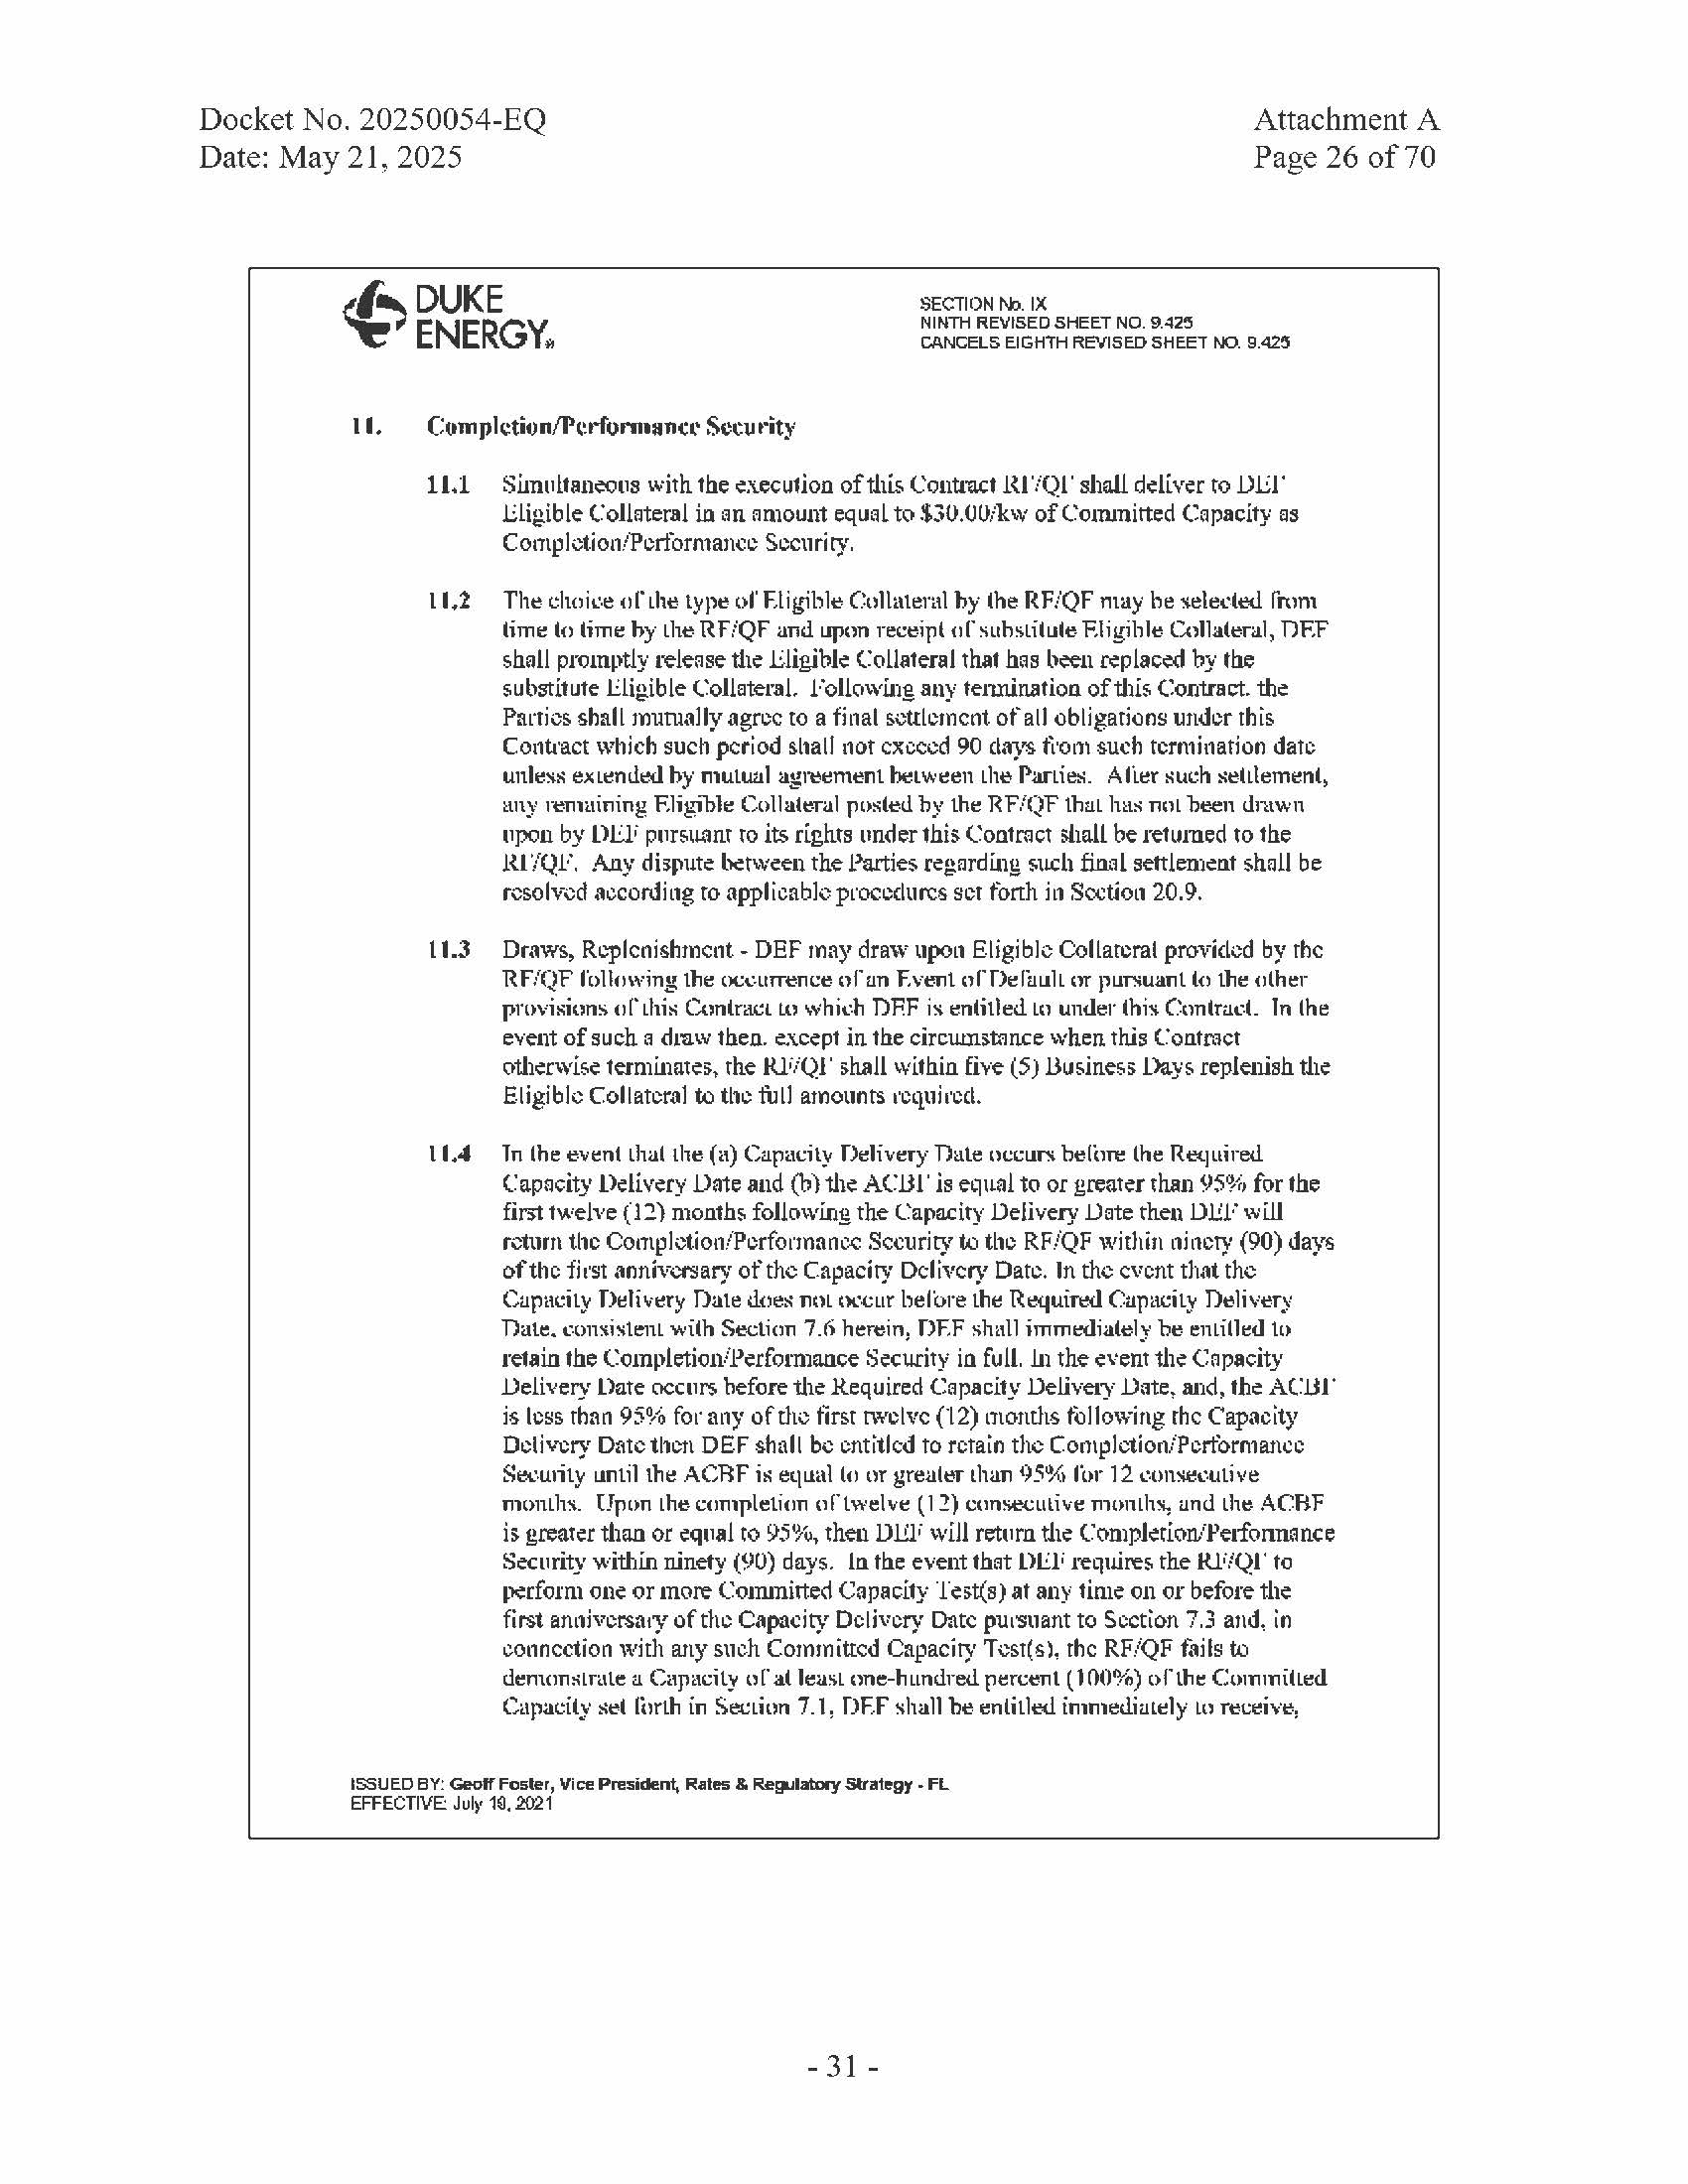 Docket No. 20250054-EQ
Date: May 21, 2025
Attachment A
Page 26 of 70
DUKE
ENERGY®
SECTION No. IX
NINTH REVISED SHEET NO. 9.425
CANCELS EIGHTH REVISED SHEET NO. 9.425
11. Completion/Performance Security
11.1 Simultaneous with the execution of this Contract RF/QF shall deliver to DEF
Eligible Collateral in an amount equal to $30.00/kw of Committed Capacity as
Completion/Performance Security.
11.2 The choice of the type of Eligible Collateral by the RF/QF may be selected from
time to time by the RF/QF and upon receipt of substitute Eligible Collateral, DEF
shall promptly release the Eligible Collateral that has been replaced by the
substitute Eligible Collateral. Following any termination of this Contract, the
Parties shall mutually agree to a final settlement of all obligations under this
Contract which such period shall not exceed 90 days from such termination date
unless extended by mutual agreement between the Parties. After such settlement,
any remaining Eligible Collateral posted by the RF/QF that has not been drawn
upon by DEF pursuant to its rights under this Contract shall be returned to the
RF/QF. Any dispute between the Parties regarding such final settlement shall be
resolved according to applicable procedures set forth in Section 20.9.
11.3 Draws, Replenishment - DEF may draw upon Eligible Collateral provided by the
RF/QF following the occurrence of an Event of Default or pursuant to the other
provisions of this Contract to which DEF is entitled to under this Contract. In the
event of such a draw then, except in the circumstance when this Contract
otherwise terminates, the RF/QF shall within five (5) Business Days replenish the
Eligible Collateral to the full amounts required.
11.4 In the event that the (a) Capacity Delivery Date occurs before the Required
Capacity Delivery Date and (b) the ACBF is equal to or greater than 95% for the
first twelve (12) months following the Capacity Delivery Date then DEF will
return the Completion/Performance Security to the RF/QF within ninety (90) days
of the first anniversary of the Capacity Delivery Date. In the event that the
Capacity Delivery Date does not occur before the Required Capacity Delivery
Date, consistent with Section 7.6 herein, DEF shall immediately be entitled to
retain the Completion/Performance Security in full. In the event the Capacity
Delivery Date occurs before the Required Capacity Delivery Date, and, the ACBF
is less than 95% for any of the first twelve (12) months following the Capacity
Delivery Date then DEF shall be entitled to retain the Completion/Performance
Security until the ACBF is equal to or greater than 95% for 12 consecutive
months. Upon the completion of twelve (12) consecutive months, and the ACBF
is greater than or equal to 95%, then DEF will return the Completion/Performance
Security within ninety (90) days. In the event that DEF requires the RF/QF to
perform one or more Committed Capacity Test(s) at any time on or before the
first anniversary of the Capacity Delivery Date pursuant to Section 7.3 and, in
connection with any such Committed Capacity Test(s), the RF/QF fails to
demonstrate a Capacity of at least one-hundred percent (100%) of the Committed
Capacity set forth in Section 7.1, DEF shall be entitled immediately to receive,
ISSUED BY: Geoff Foster, Vice President, Rates & Regulatory Strategy - FL
EFFECTIVE: July 19, 2021
- 31 -